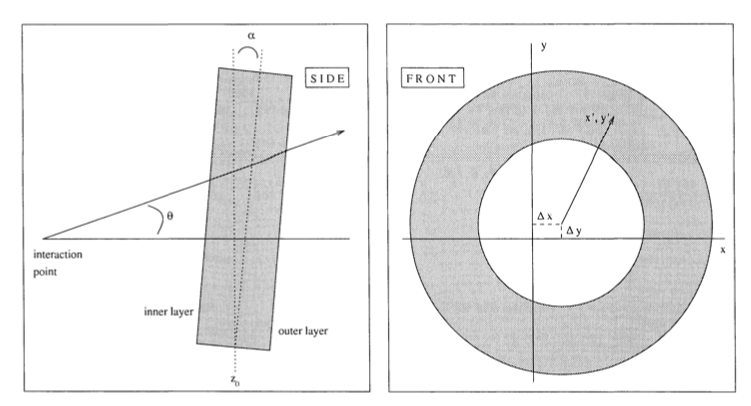 α
SIDE
θ
interaction
point
inner layer
outer layer
z_D
FRONT
y
x', y'
Δ x
Δ y
x